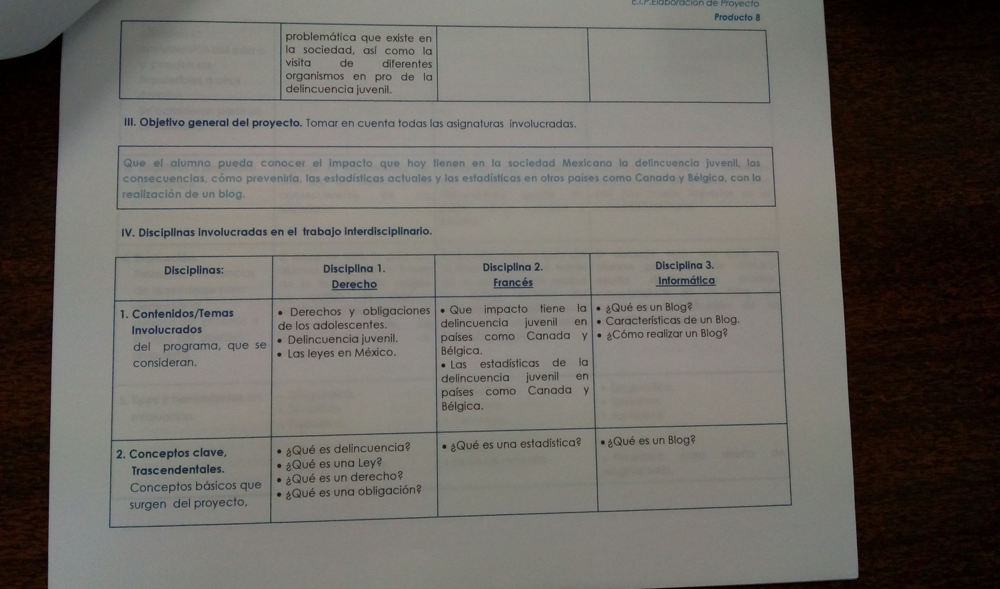 E.I.P.Elaboración de Proyecto
Producto 8
problemática que existe en
la sociedad, así como la
visita de diferentes
organismos en pro de la
delincuencia juvenil.
III. Objetivo general del proyecto. Tomar en cuenta todas las asignaturas involucradas.
Que el alumno pueda conocer el impacto que hoy tienen en la sociedad Mexicana la delincuencia juvenil, las
consecuencias, cómo prevenirla, las estadísticas actuales y las estadísticas en otros países como Canada y Bélgica, con la
realización de un blog.
IV. Disciplinas involucradas en el trabajo interdisciplinario.
Disciplinas:
Disciplina 1.
Derecho
Disciplina 2.
Francés
Disciplina 3.
Informática
1. Contenidos/Temas
Involucrados
del programa, que se
consideran.
• Derechos y obligaciones
de los adolescentes.
• Delincuencia juvenil.
• Las leyes en México.
• Que impacto tiene la
delincuencia juvenil en
países como Canada y
Bélgica.
• Las estadísticas de la
delincuencia juvenil en
países como Canada y
Bélgica.
• ¿Qué es un Blog?
• Características de un Blog.
• ¿Cómo realizar un Blog?
2. Conceptos clave,
Trascendentales.
Conceptos básicos que
surgen del proyecto,
• ¿Qué es delincuencia?
• ¿Qué es una Ley?
• ¿Qué es un derecho?
• ¿Qué es una obligación?
• ¿Qué es una estadística?
• ¿Qué es un Blog?